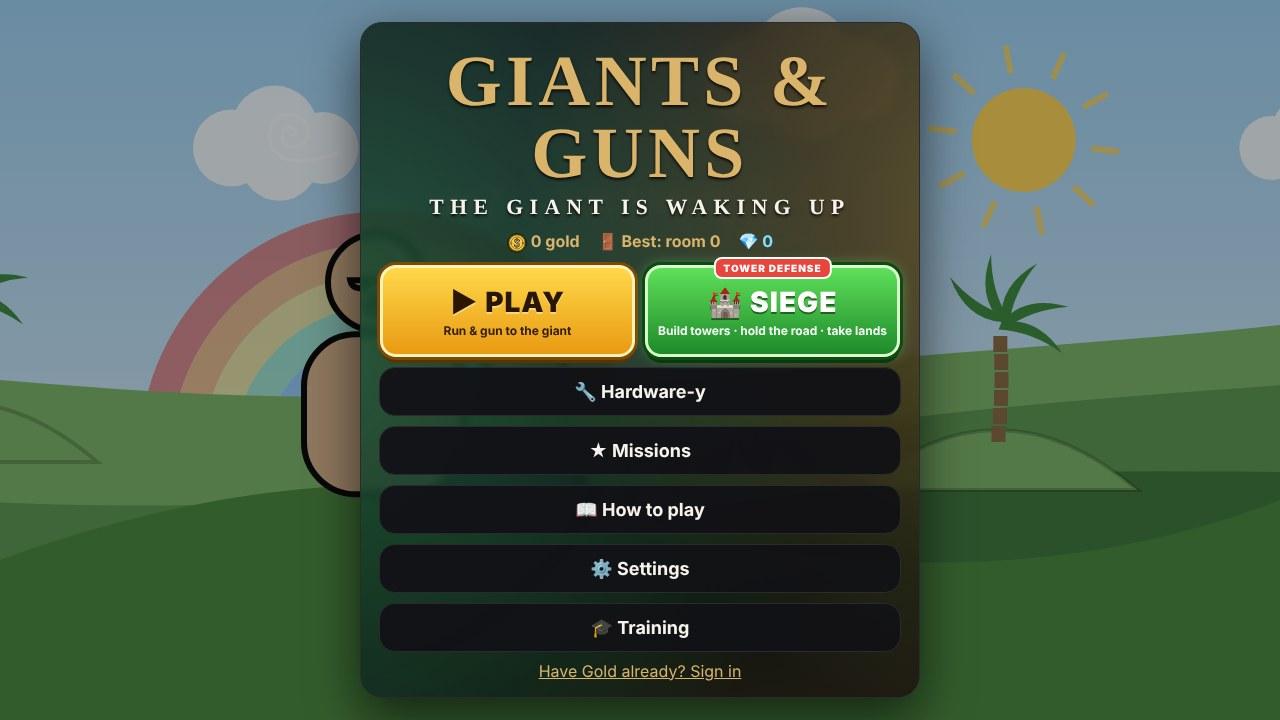 GIANTS &
GUNS
THE GIANT IS WAKING UP
0 gold
Best: room 0
0
TOWER DEFENSE
PLAY
Run & gun to the giant
SIEGE
Build towers · hold the road · take lands
Hardware-y
★ Missions
How to play
Settings
Training
Have Gold already? Sign in